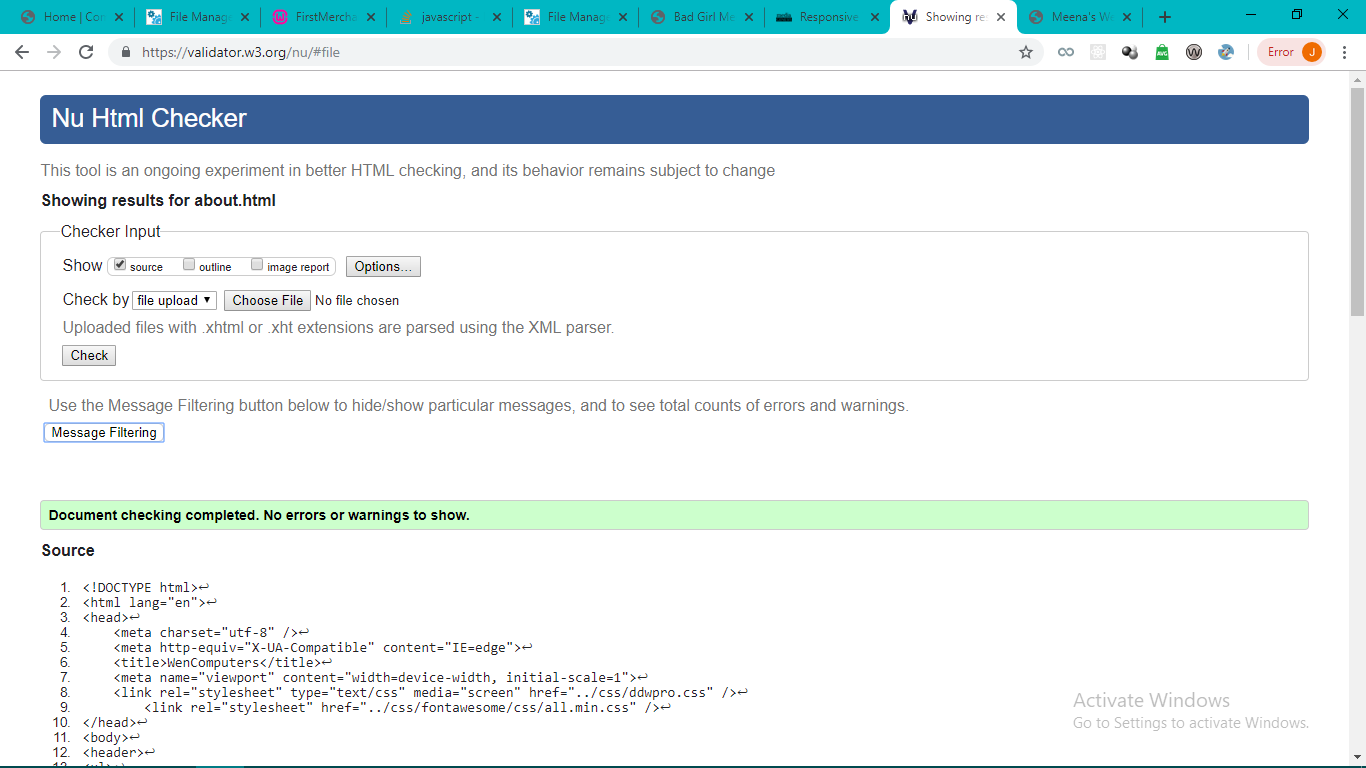 Home | Con
File Manage
FirstMercha
javascript -
File Manage
Bad Girl Me
Responsive
Showing res
Meena's We
https://validator.w3.org/nu/#file
AVG
W
Error J
Nu Html Checker
This tool is an ongoing experiment in better HTML checking, and its behavior remains subject to change
Showing results for about.html
Checker Input
Show source outline image report Options...
Check by file upload Choose File No file chosen
Uploaded files with .xhtml or .xht extensions are parsed using the XML parser.
Check
Use the Message Filtering button below to hide/show particular messages, and to see total counts of errors and warnings.
Message Filtering
Document checking completed. No errors or warnings to show.
Source
1. <!DOCTYPE html>↩
2. <html lang="en">↩
3. <head>↩
4. <meta charset="utf-8" />↩
5. <meta http-equiv="X-UA-Compatible" content="IE=edge">↩
6. <title>WenComputers</title>↩
7. <meta name="viewport" content="width=device-width, initial-scale=1">↩
8. <link rel="stylesheet" type="text/css" media="screen" href="../css/ddwpro.css" />↩
9. <link rel="stylesheet" href="../css/fontawesome/css/all.min.css" />↩
10. </head>↩
11. <body>↩
12. <header>↩
Activate Windows
Go to Settings to activate Windows.